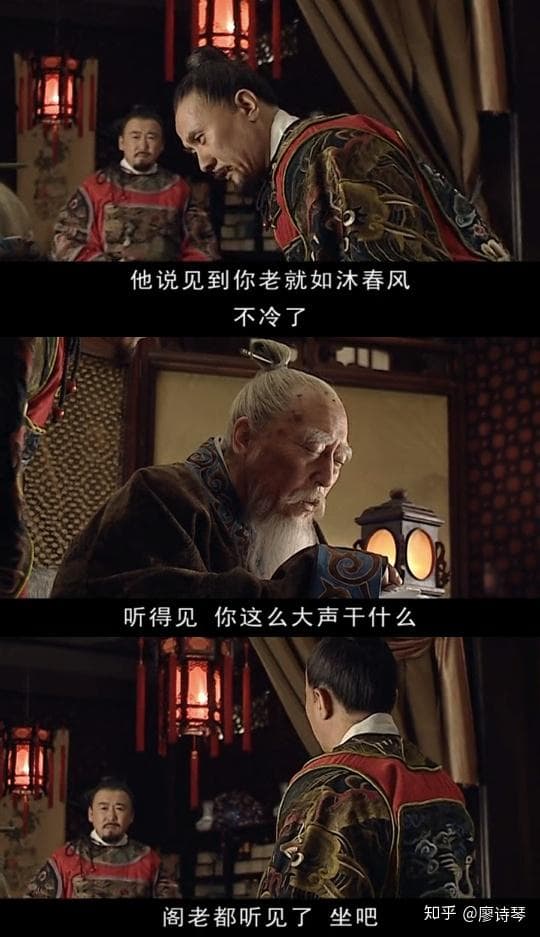 他说见到你老就如沐春风
不冷了
听得见 你这么大声干什么
阁老都听见了 坐吧
知乎 @廖诗琴